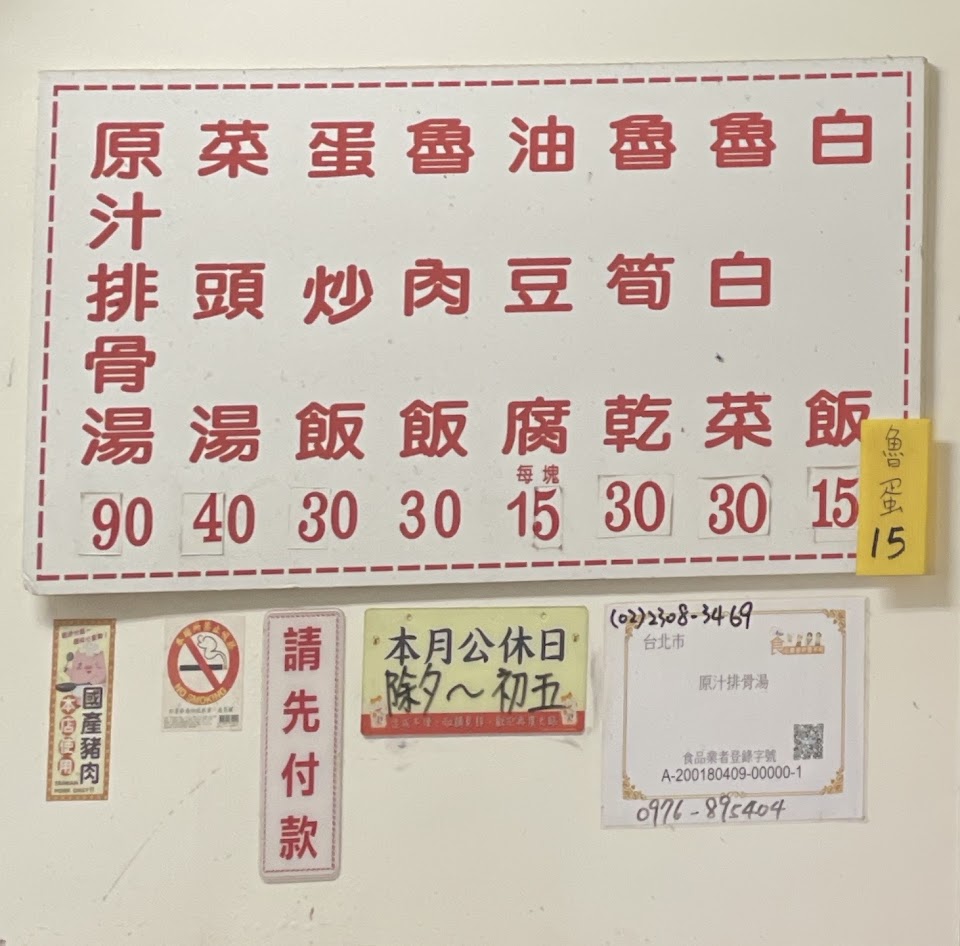 原汁排骨湯 90
菜頭湯 40
蛋炒飯 30
魯肉飯 30
油豆腐 每塊 15
魯筍乾 30
魯白菜 30
白飯 15
魯蛋 15
國產豬肉
本店使用
NO SMOKING
請先付款
本月公休日
除夕～初五
(02)2308-3469
台北市
原汁排骨湯
食品業者登錄字號
A-200180409-00000-1
0976-895404